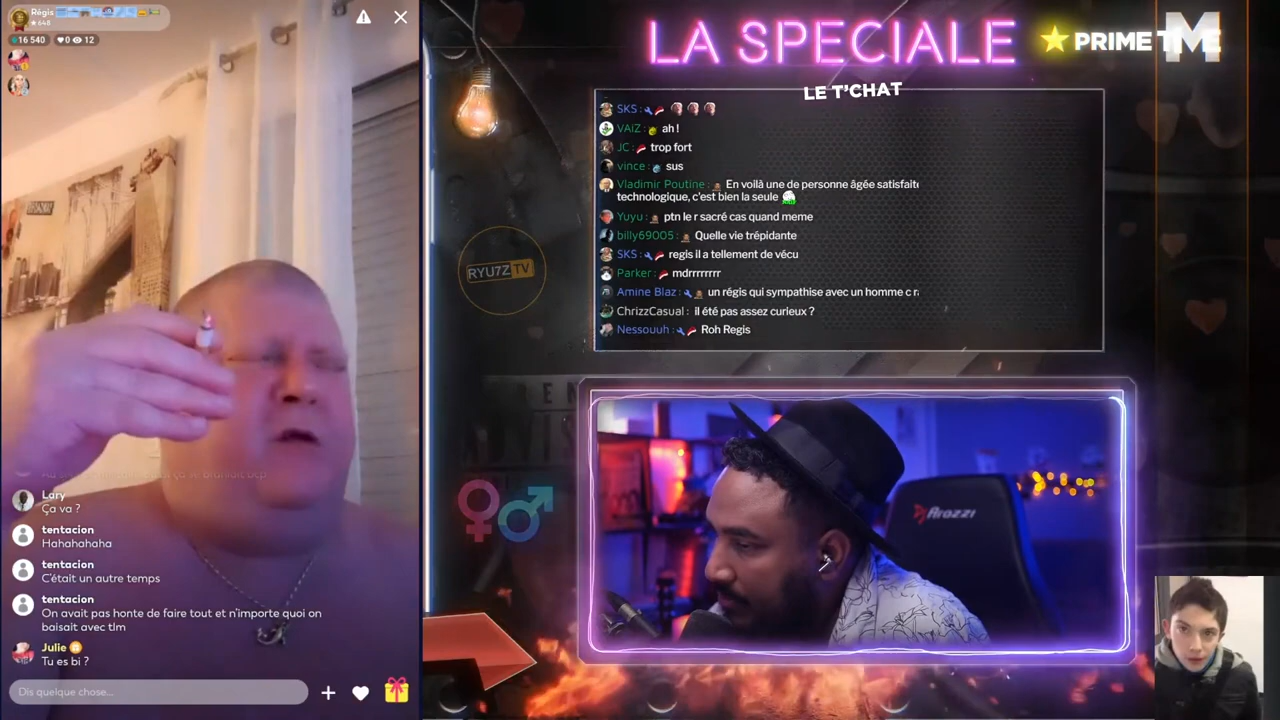 Régis
★ 648
16 540
0 12
LA SPECIALE
PRIME TIME
M
LE T'CHAT
SKS :
VAiZ : ah !
JC : trop fort
vince : sus
Vladimir Poutine : En voilà une de personne âgée satisfaite
technologique, c'est bien la seule
Yuyu : ptn le r sacré cas quand meme
billy69005 : Quelle vie trépidante
SKS : regis il a tellement de vécu
Parker : mdrrrrrrr
Amine Blaz : un régis qui sympathise avec un homme c r
ChrizzCasual : il été pas assez curieux ?
Nessouuh : Roh Regis
RYU7Z TV
AROZZI
Lary
Ça va ?
tentacion
Hahahahaha
tentacion
C'était un autre temps
tentacion
On avait pas honte de faire tout et n'importe quoi on
baisait avec tlm
Julie
Tu es bi ?
Dis quelque chose...